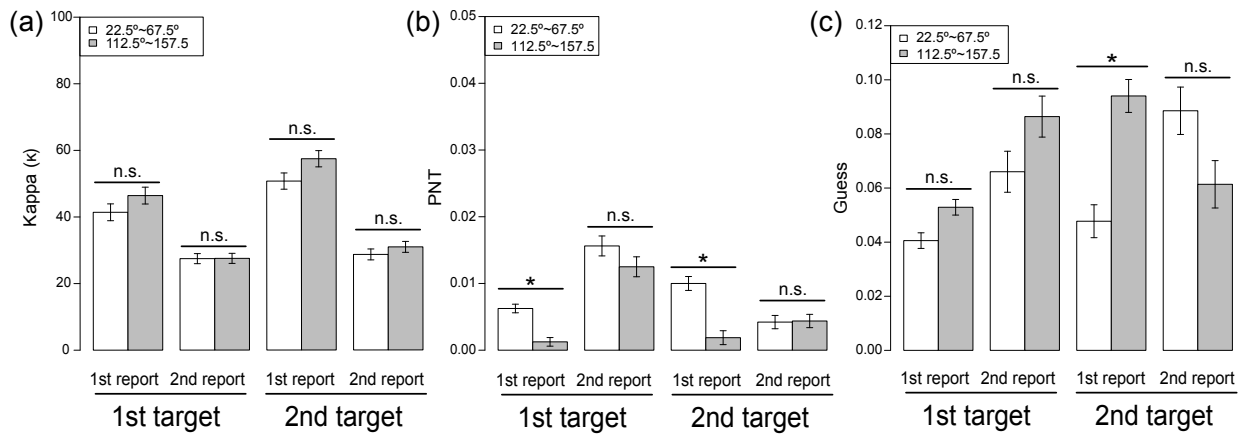 (a)
22.5º~67.5º
112.5º~157.5
100
80
60
40
20
0
Kappa (κ)
n.s.
n.s.
n.s.
n.s.
1st report 2nd report 1st report 2nd report
1st target 2nd target
(b)
22.5º~67.5º
112.5º~157.5
0.05
0.04
0.03
0.02
0.01
0.00
PNT
*
n.s.
*
n.s.
1st report 2nd report 1st report 2nd report
1st target 2nd target
(c)
22.5º~67.5º
112.5º~157.5
0.12
0.10
0.08
0.06
0.04
0.02
0.00
Guess
n.s.
n.s.
*
n.s.
1st report 2nd report 1st report 2nd report
1st target 2nd target